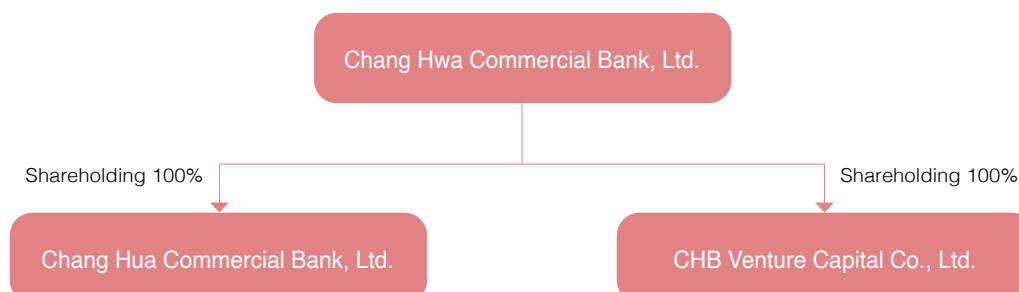 Chang Hwa Commercial Bank, Ltd.
Shareholding 100%
Shareholding 100%
Chang Hua Commercial Bank, Ltd.
CHB Venture Capital Co., Ltd.